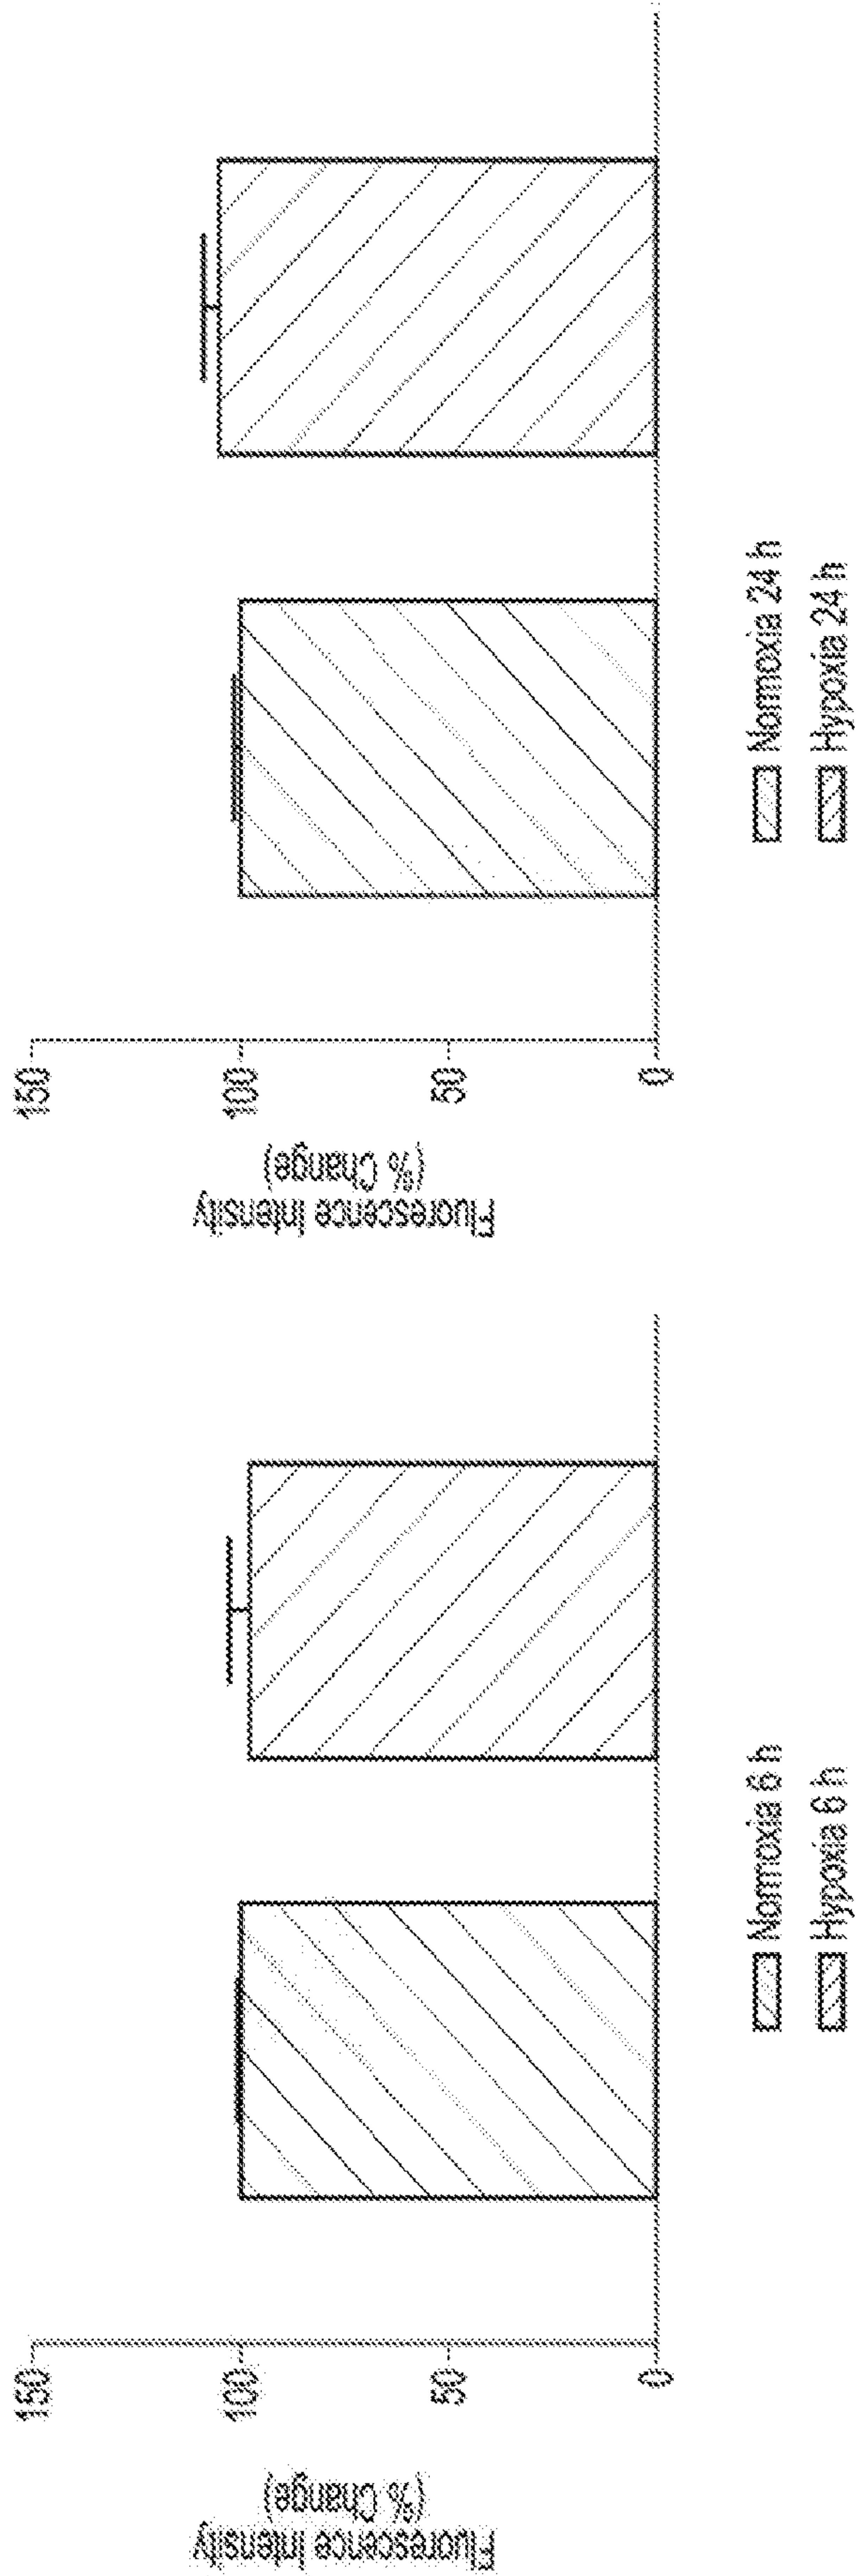 Fluorescence Intensity
(% Change)
150
100
50
0
Normoxia 6 h
Hypoxia 6 h
Fluorescence Intensity
(% Change)
150
100
50
0
Normoxia 24 h
Hypoxia 24 h